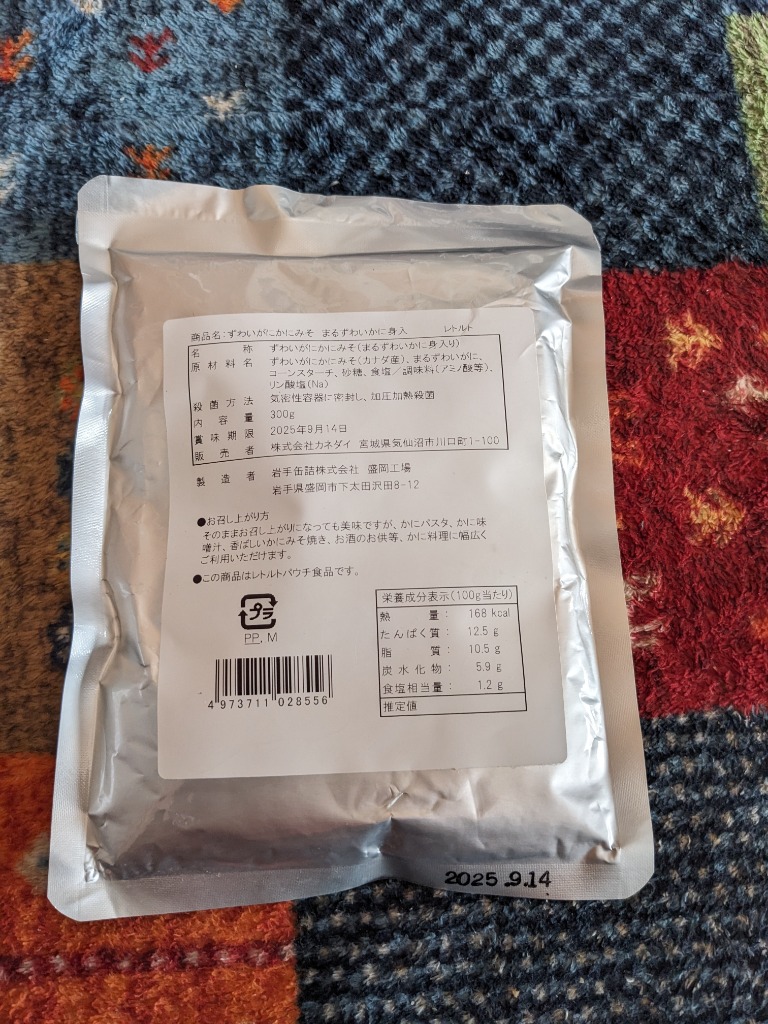 商品名：ずわいがにかにみそ まるずわいかに身入 レトルト
名称 ずわいがにかにみそ（まるずわいかに身入り）
原材料名 ずわいがにかにみそ（カナダ産）、まるずわいがに、
コーンスターチ、砂糖、食塩／調味料（アミノ酸等）、
リン酸塩（Na）
殺菌方法 気密性容器に密封し、加圧加熱殺菌
内容量 300g
賞味期限 2025年9月14日
販売者 株式会社カネダイ 宮城県気仙沼市川口町1-100
製造者 岩手缶詰株式会社 盛岡工場
岩手県盛岡市下太田沢田8-12
●お召し上がり方
そのままお召し上がりになっても美味ですが、かにパスタ、かに味
噌汁、香ばしいかにみそ焼き、お酒のお供等、かに料理に幅広く
ご利用いただけます。
●この商品はレトルトパウチ食品です。
プラ
PP, M
4 973711 028556
栄養成分表示（100g当たり）
熱量： 168 kcal
たんぱく質： 12.5 g
脂質： 10.5 g
炭水化物： 5.9 g
食塩相当量： 1.2 g
推定値
2025.9.14